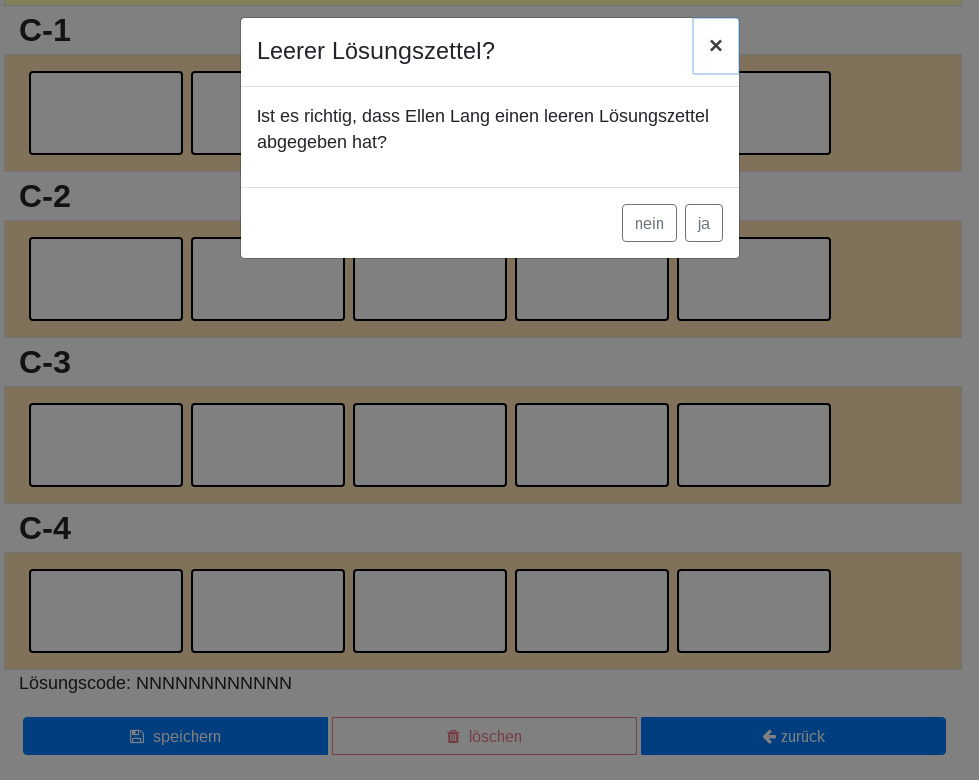 C-1
Leerer Lösungszettel?
×
Ist es richtig, dass Ellen Lang einen leeren Lösungszettel
abgegeben hat?
nein ja
C-2
C-3
C-4
Lösungscode: NNNNNNNNNNNN
speichern löschen zurück